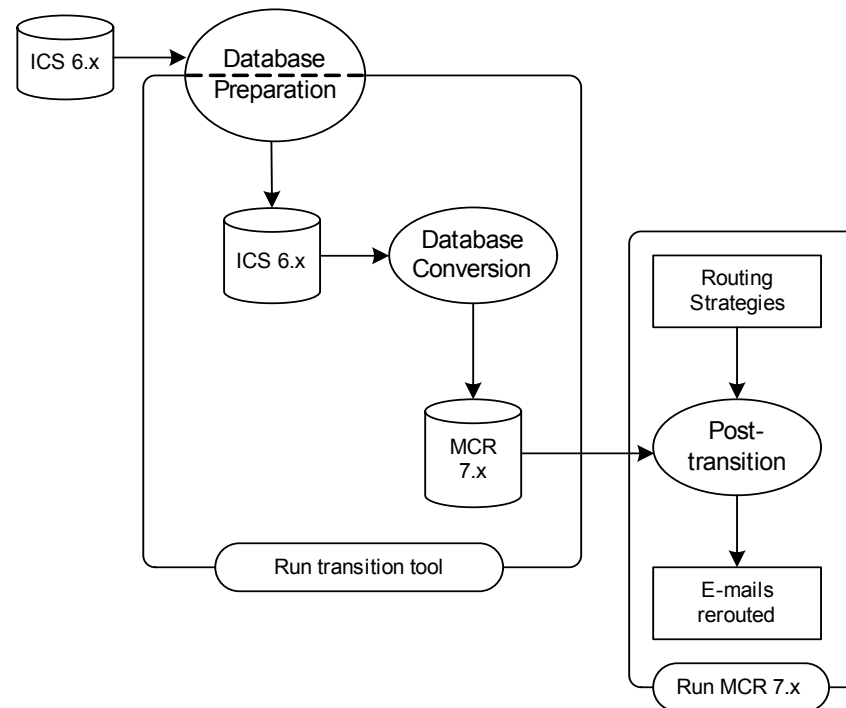 ICS 6.x
Database
Preparation
ICS 6.x
Database
Conversion
MCR
7.x
Run transition tool
Routing
Strategies
Post-
transition
E-mails
rerouted
Run MCR 7.x